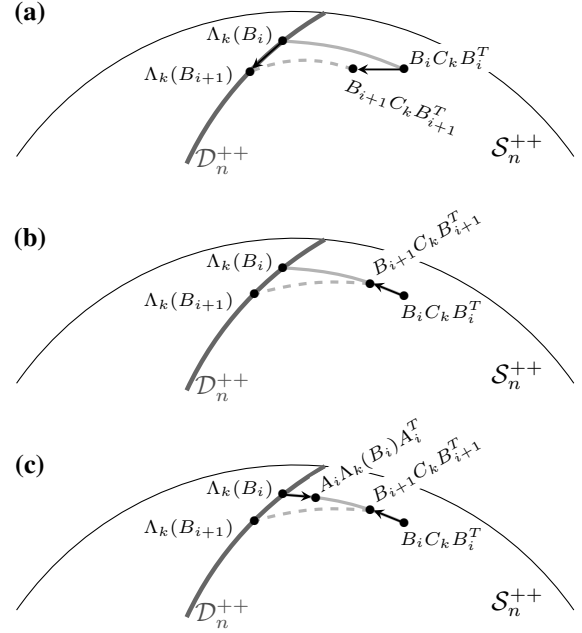 (a)
Λ_k(B_i)
B_i C_k B_i^T
Λ_k(B_{i+1})
B_{i+1} C_k B_{i+1}^T
𝒟_n^{++}
𝒮_n^{++}
(b)
B_{i+1} C_k B_{i+1}^T
Λ_k(B_i)
Λ_k(B_{i+1})
B_i C_k B_i^T
𝒟_n^{++}
𝒮_n^{++}
(c)
A_i Λ_k(B_i) A_i^T
B_{i+1} C_k B_{i+1}^T
Λ_k(B_i)
Λ_k(B_{i+1})
B_i C_k B_i^T
𝒟_n^{++}
𝒮_n^{++}